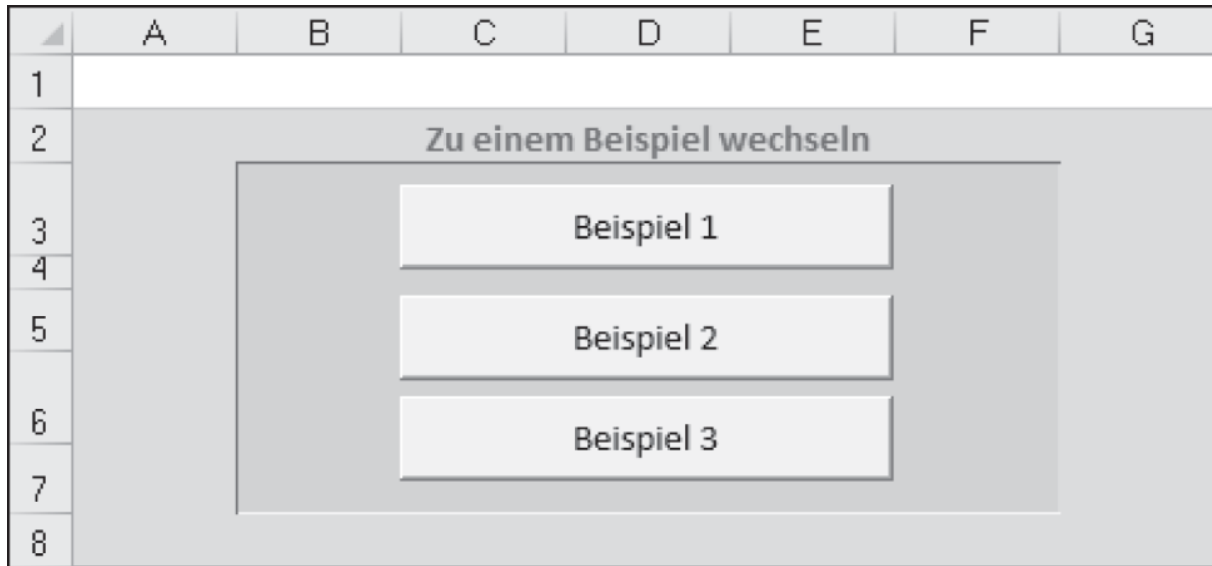 A B C D E F G
1
2 Zu einem Beispiel wechseln
3 Beispiel 1
4
5 Beispiel 2
6 Beispiel 3
7
8